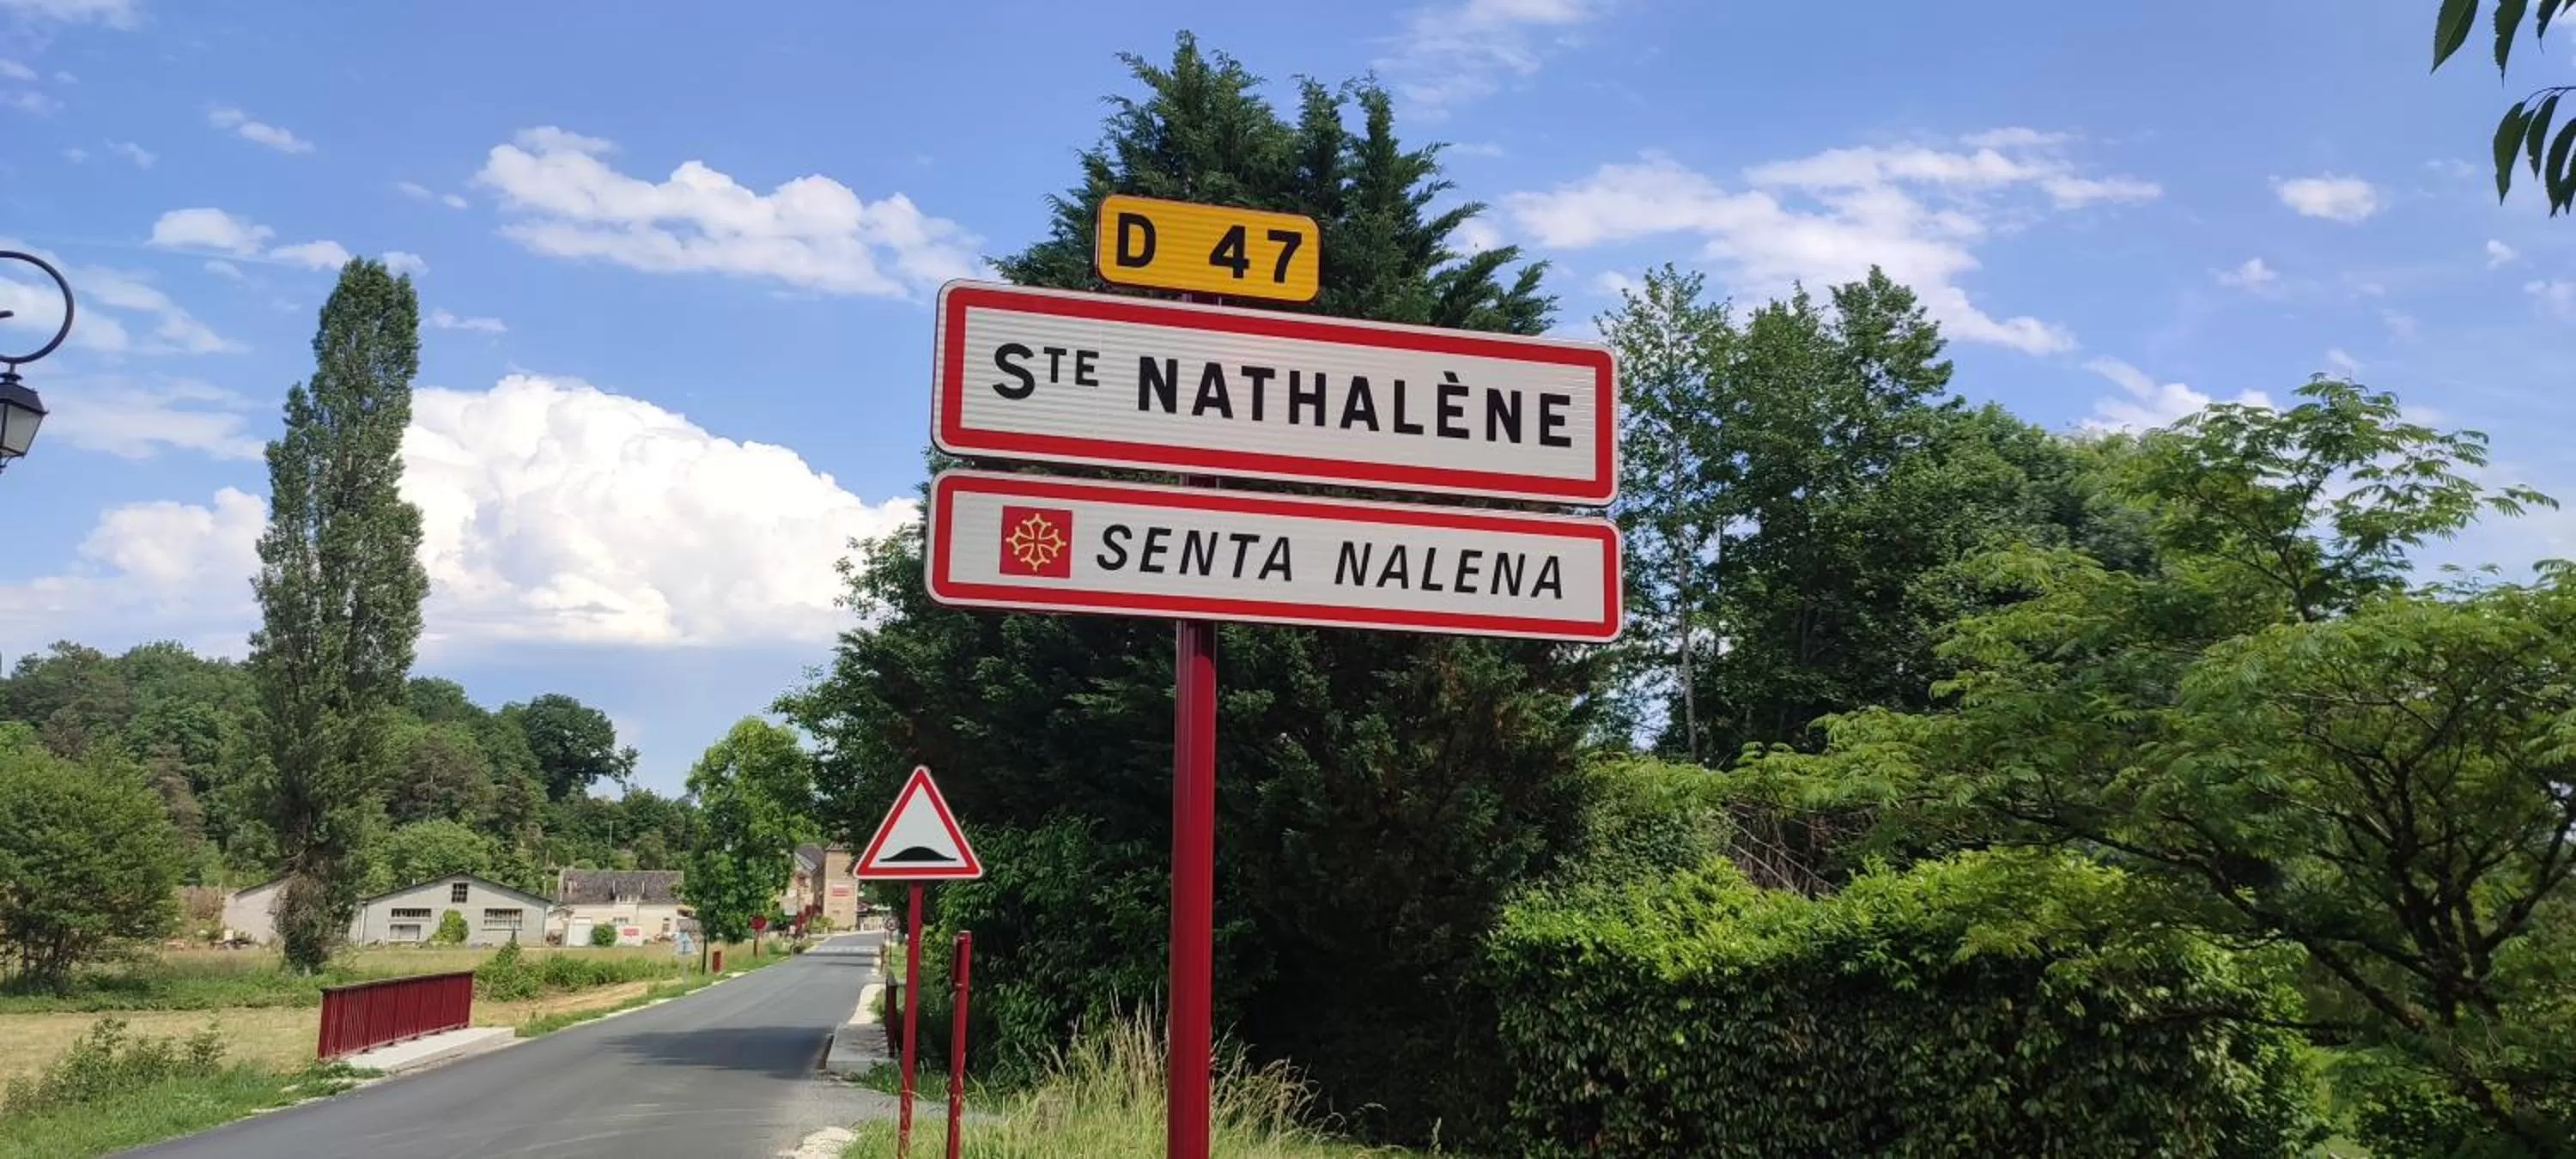 D 47
STE NATHALÈNE
SENTA NALENA